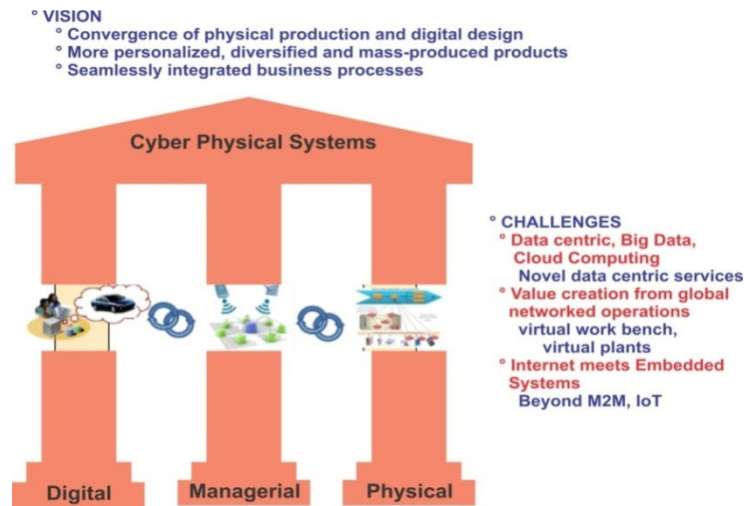 ° VISION
° Convergence of physical production and digital design
° More personalized, diversified and mass-produced products
° Seamlessly integrated business processes
Cyber Physical Systems
° CHALLENGES
° Data centric, Big Data,
Cloud Computing
Novel data centric services
° Value creation from global
networked operations
virtual work bench,
virtual plants
° Internet meets Embedded
Systems
Beyond M2M, IoT
Digital
Managerial
Physical